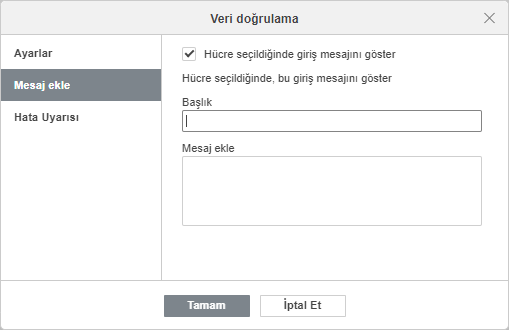 Veri doğrulama
Ayarlar
Mesaj ekle
Hata Uyarısı
Hücre seçildiğinde giriş mesajını göster
Hücre seçildiğinde, bu giriş mesajını göster
Başlık
Mesaj ekle
Tamam
İptal Et